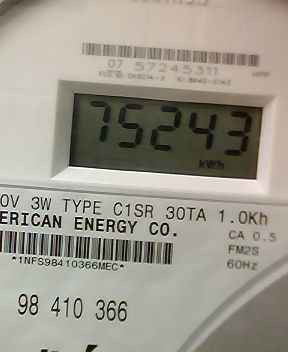 07 57245311
75243
kWh
0V 3W TYPE C1SR 30TA 1.0Kh
ERICAN ENERGY CO.
CA 0.5
FM2S
*1NFS98410366MEC*
60Hz
98 410 366